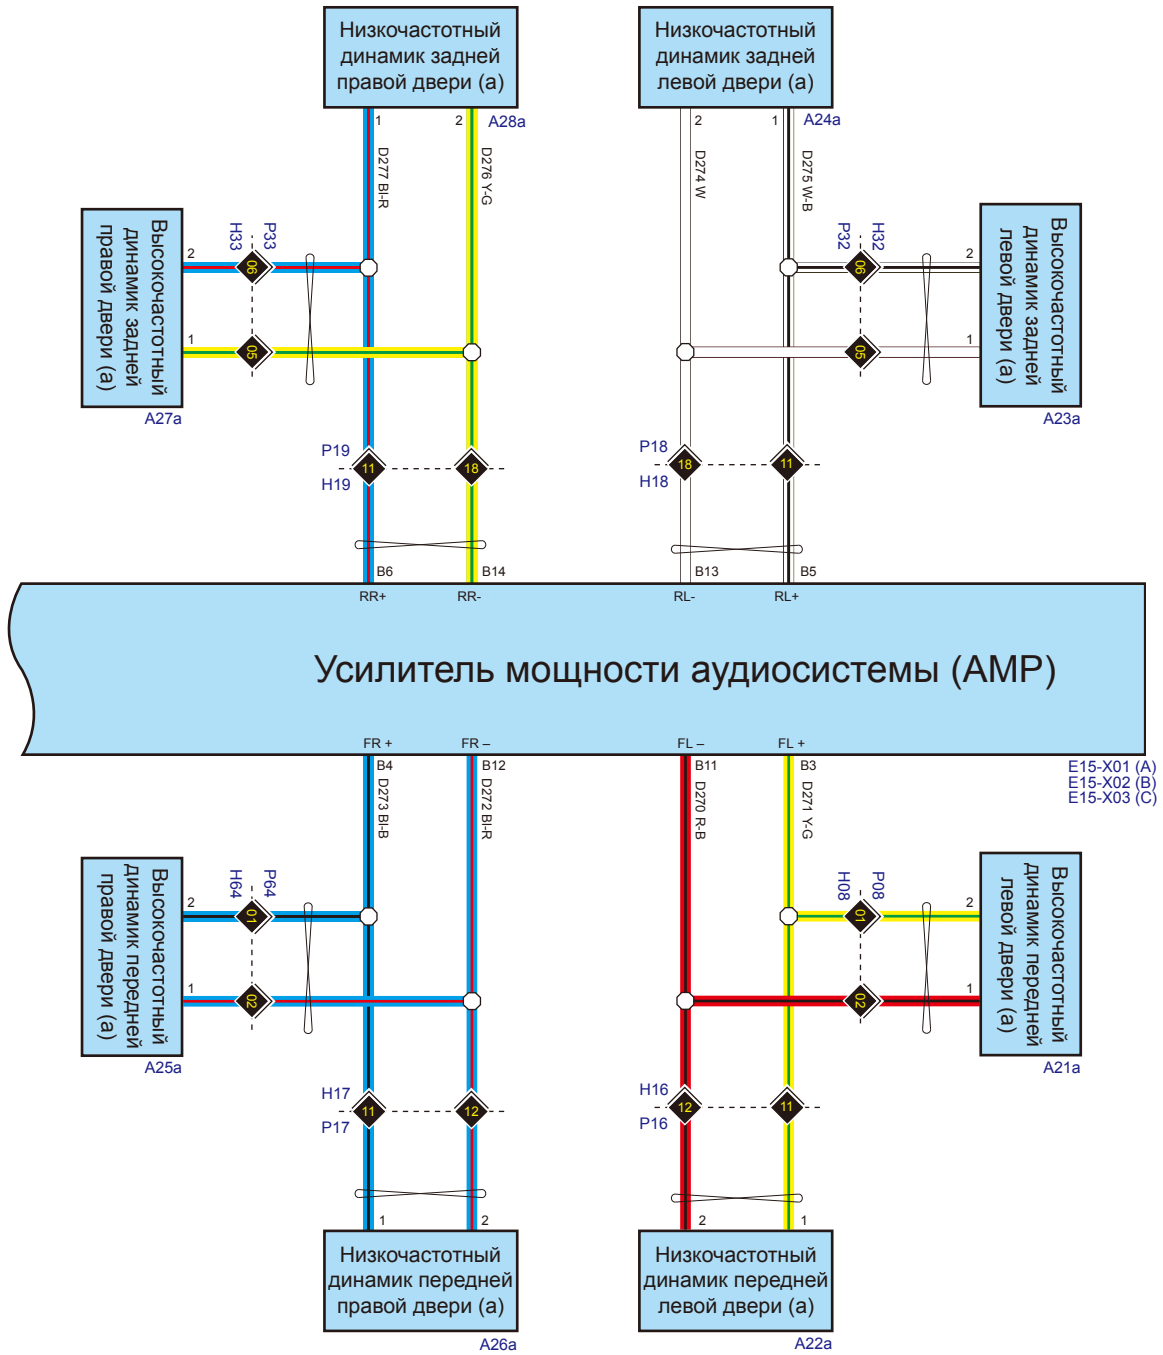 Низкочастотный
динамик задней
правой двери (a)
A28a
Низкочастотный
динамик задней
левой двери (a)
A24a
1
2
2
1
D277 Bl-R
D276 Y-G
D274 W
D275 W-B
Высокочастотный
динамик задней
правой двери (a)
A27a
2
1
H33
P33
06
05
P32
H32
06
05
2
1
Высокочастотный
динамик задней
левой двери (a)
A23a
P19
H19
11
18
P18
H18
18
11
B6
B14
B13
B5
RR+
RR-
RL-
RL+
Усилитель мощности аудиосистемы (AMP)
FR +
FR –
FL –
FL +
B4
B12
B11
B3
E15-X01 (A)
E15-X02 (B)
E15-X03 (C)
D273 Bl-B
D272 Bl-R
D270 R-B
D271 Y-G
Высокочастотный
динамик передней
правой двери (a)
A25a
2
1
H64
P64
01
02
H08
P08
01
02
2
1
Высокочастотный
динамик передней
левой двери (a)
A21a
H17
P17
11
12
H16
P16
12
11
1
2
2
1
Низкочастотный
динамик передней
правой двери (a)
A26a
Низкочастотный
динамик передней
левой двери (a)
A22a